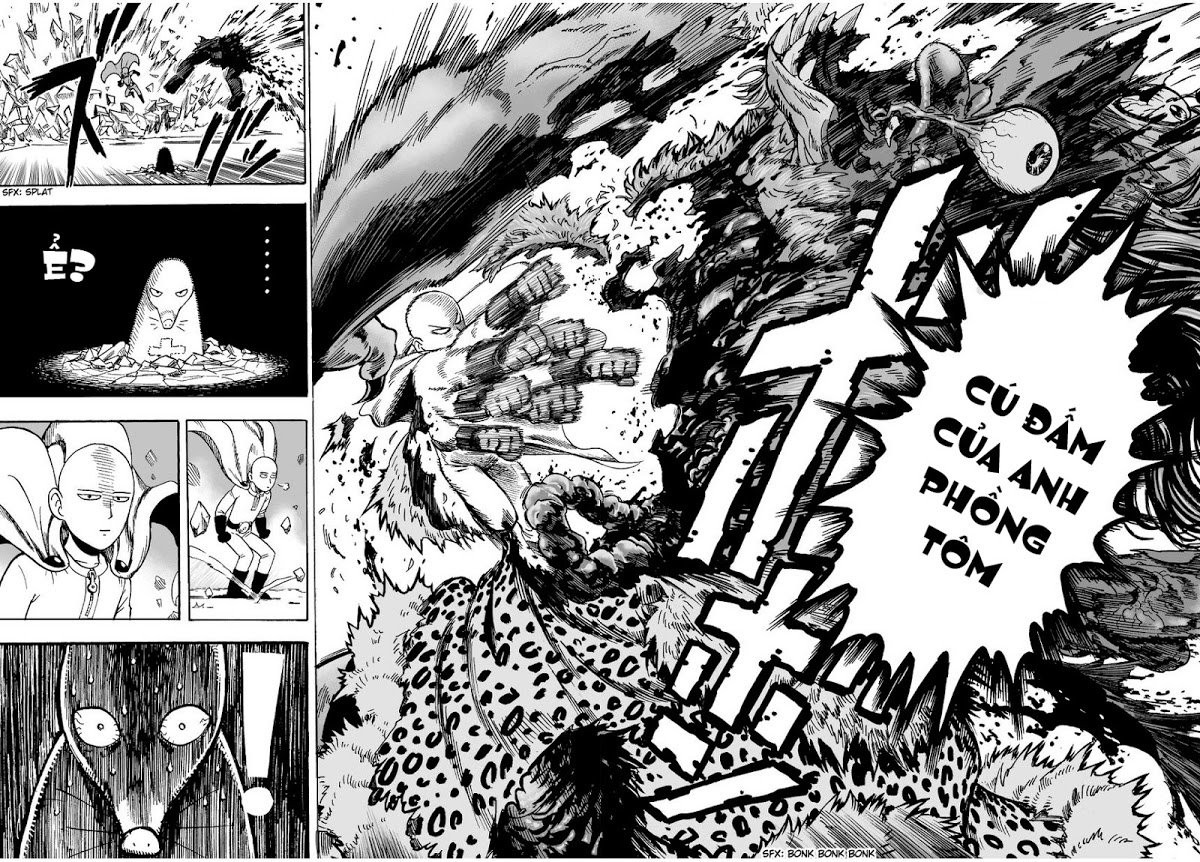 CÚ ĐẤM
CỦA ANH
PHỒNG
TÔM
SFX: BONK BONK BONK
SFX: SPLAT
Ể?
!